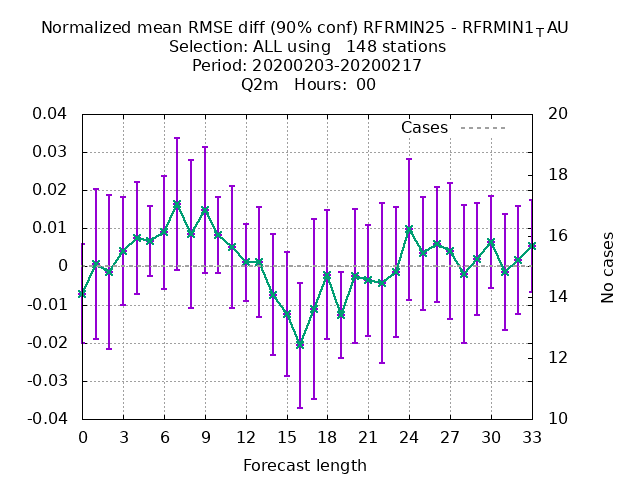 Normalized mean RMSE diff (90% conf) RFRMIN25 - RFRMIN1_TAU
Selection: ALL using   148 stations
Period: 20200203-20200217
Q2m   Hours:  00
Cases
0.04
0.03
0.02
0.01
0
-0.01
-0.02
-0.03
-0.04
20
18
16
14
12
10
No cases
0 3 6 9 12 15 18 21 24 27 30 33
Forecast length